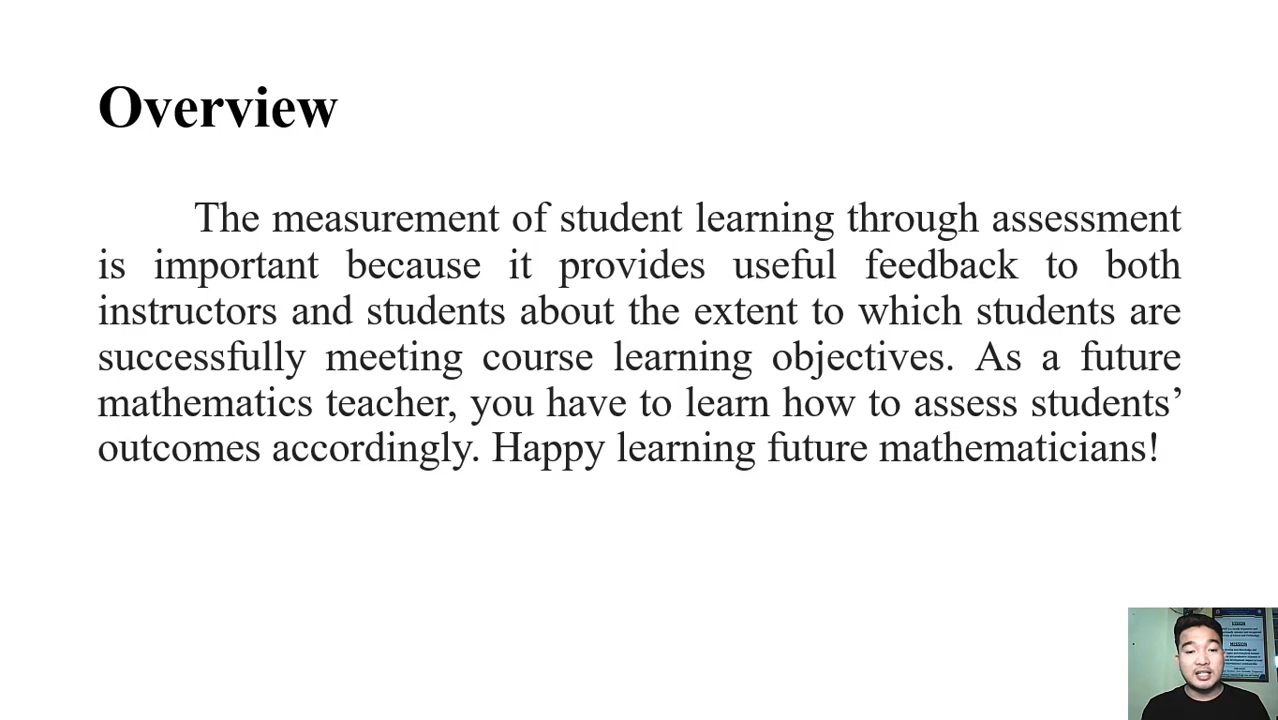 Overview
The measurement of student learning through assessment
is important because it provides useful feedback to both
instructors and students about the extent to which students are
successfully meeting course learning objectives. As a future
mathematics teacher, you have to learn how to assess students’
outcomes accordingly. Happy learning future mathematicians!
VISION
MISSION